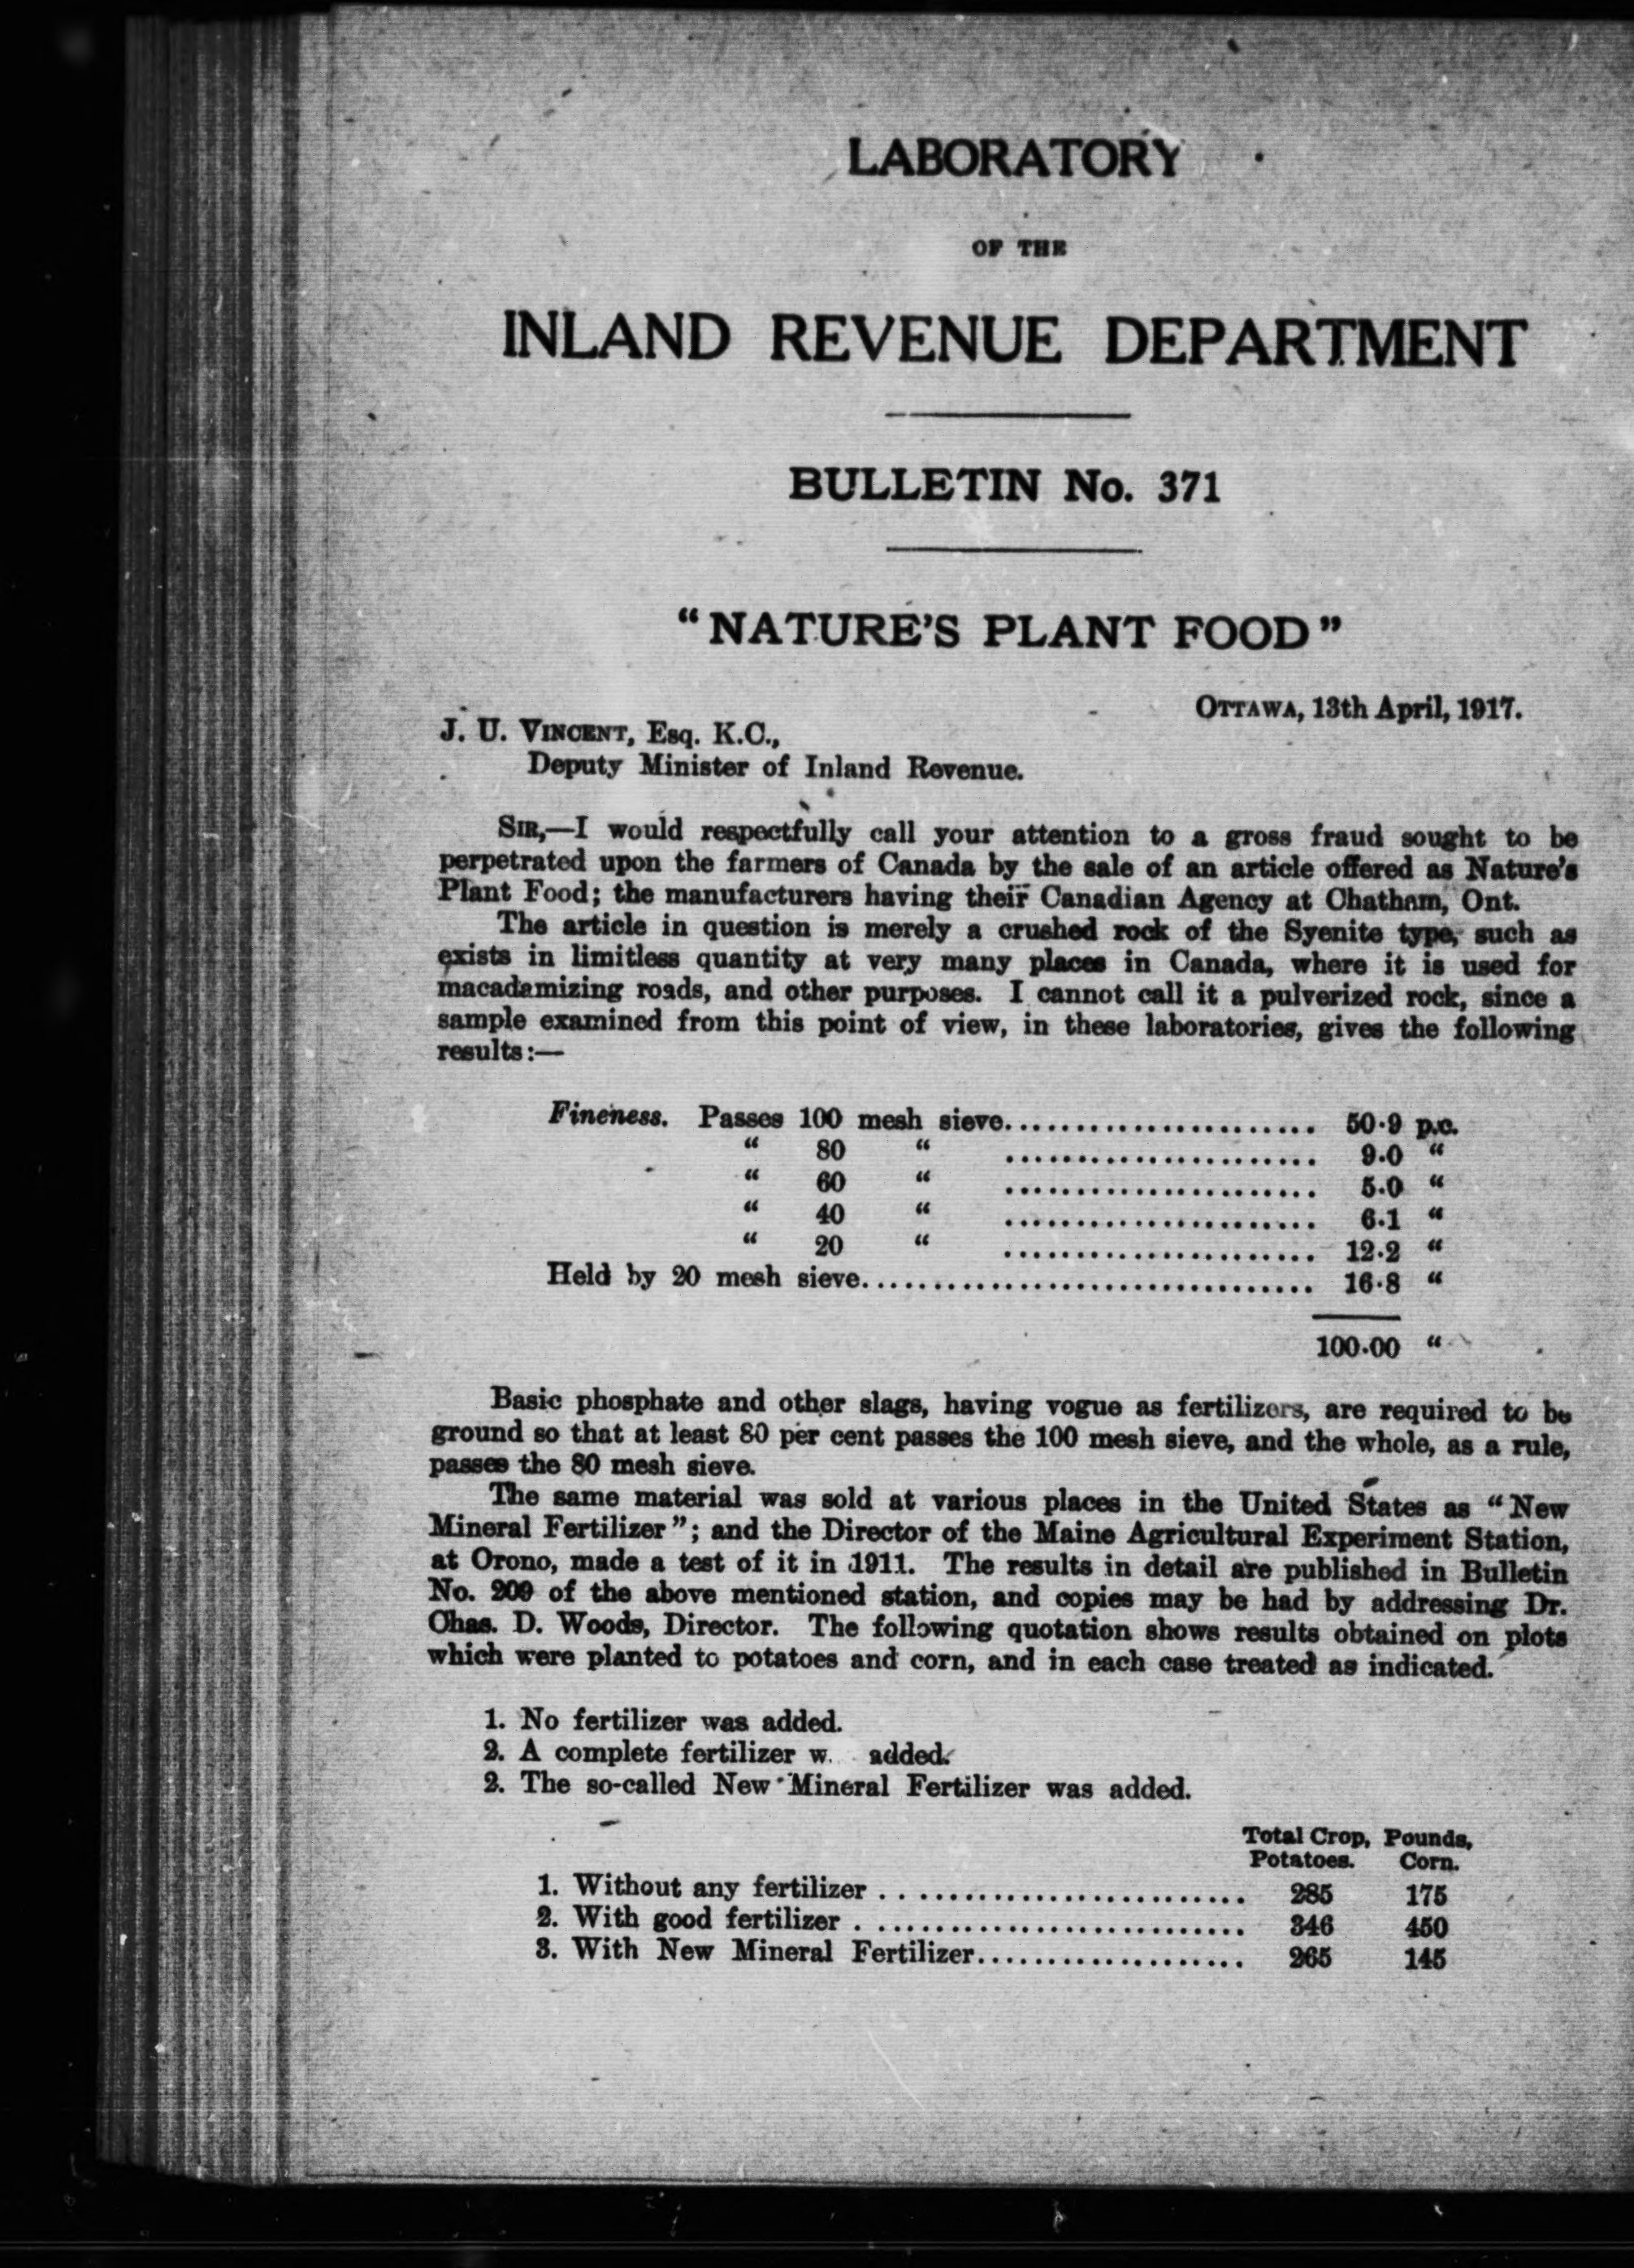 LABORATORY
OF THE
INLAND REVENUE DEPARTMENT
BULLETIN No. 371
"NATURE'S PLANT FOOD"
OTTAWA, 13th April, 1917.
J. U. VINCENT, Esq. K.C.,
Deputy Minister of Inland Revenue.
SIR,—I would respectfully call your attention to a gross fraud sought to be
perpetrated upon the farmers of Canada by the sale of an article offered as Nature's
Plant Food; the manufacturers having their Canadian Agency at Chatham, Ont.
The article in question is merely a crushed rock of the Syenite type, such as
exists in limitless quantity at very many places in Canada, where it is used for
macadamizing roads, and other purposes. I cannot call it a pulverized rock, since a
sample examined from this point of view, in these laboratories, gives the following
results:—
Fineness. Passes 100 mesh sieve........................ 50·9 p.c.
" 80 " ........................ 9·0 "
" 60 " ........................ 5·0 "
" 40 " ........................ 6·1 "
" 20 " ........................ 12·2 "
Held by 20 mesh sieve................................ 16·8 "
100·00 "
Basic phosphate and other slags, having vogue as fertilizers, are required to be
ground so that at least 80 per cent passes the 100 mesh sieve, and the whole, as a rule,
passes the 80 mesh sieve.
The same material was sold at various places in the United States as "New
Mineral Fertilizer"; and the Director of the Maine Agricultural Experiment Station,
at Orono, made a test of it in 1911. The results in detail are published in Bulletin
No. 209 of the above mentioned station, and copies may be had by addressing Dr.
Chas. D. Woods, Director. The following quotation shows results obtained on plots
which were planted to potatoes and corn, and in each case treated as indicated.
1. No fertilizer was added.
2. A complete fertilizer w. added.
2. The so-called New Mineral Fertilizer was added.
Total Crop, Pounds,
Potatoes. Corn.
1. Without any fertilizer .......................... 285 175
2. With good fertilizer ........................... 346 450
3. With New Mineral Fertilizer.................... 265 145